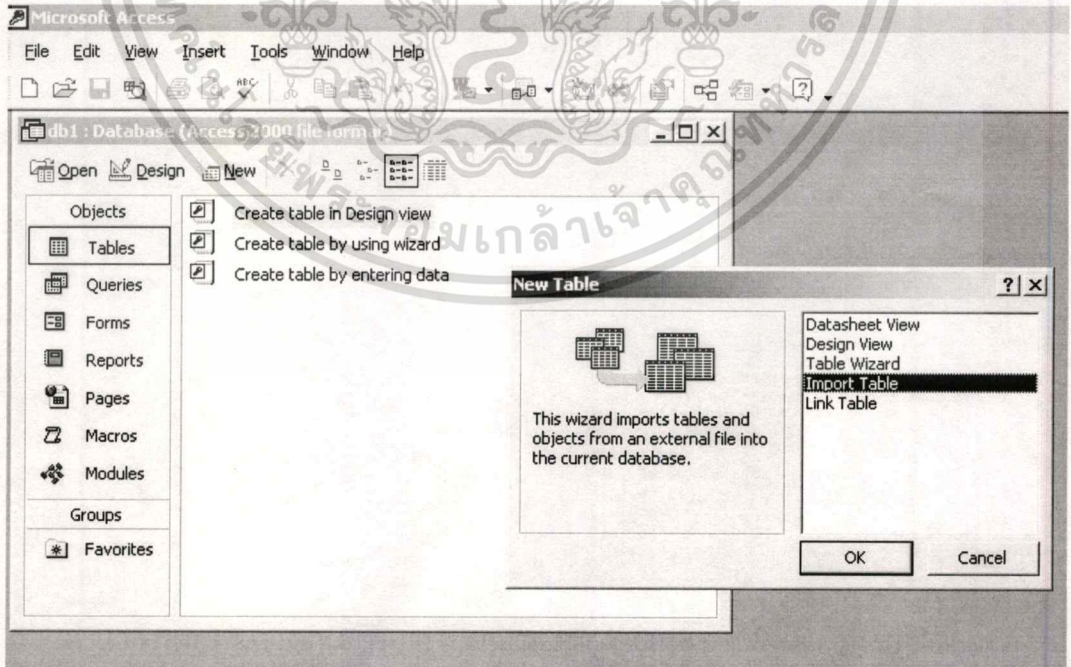 Microsoft Access
File Edit View Insert Tools Window Help
db1 : Database (Access 2000 file format)
Open Design New
Objects
Tables
Queries
Forms
Reports
Pages
Macros
Modules
Groups
Favorites
Create table in Design view
Create table by using wizard
Create table by entering data
New Table
This wizard imports tables and
objects from an external file into
the current database.
Datasheet View
Design View
Table Wizard
Import Table
Link Table
OK Cancel